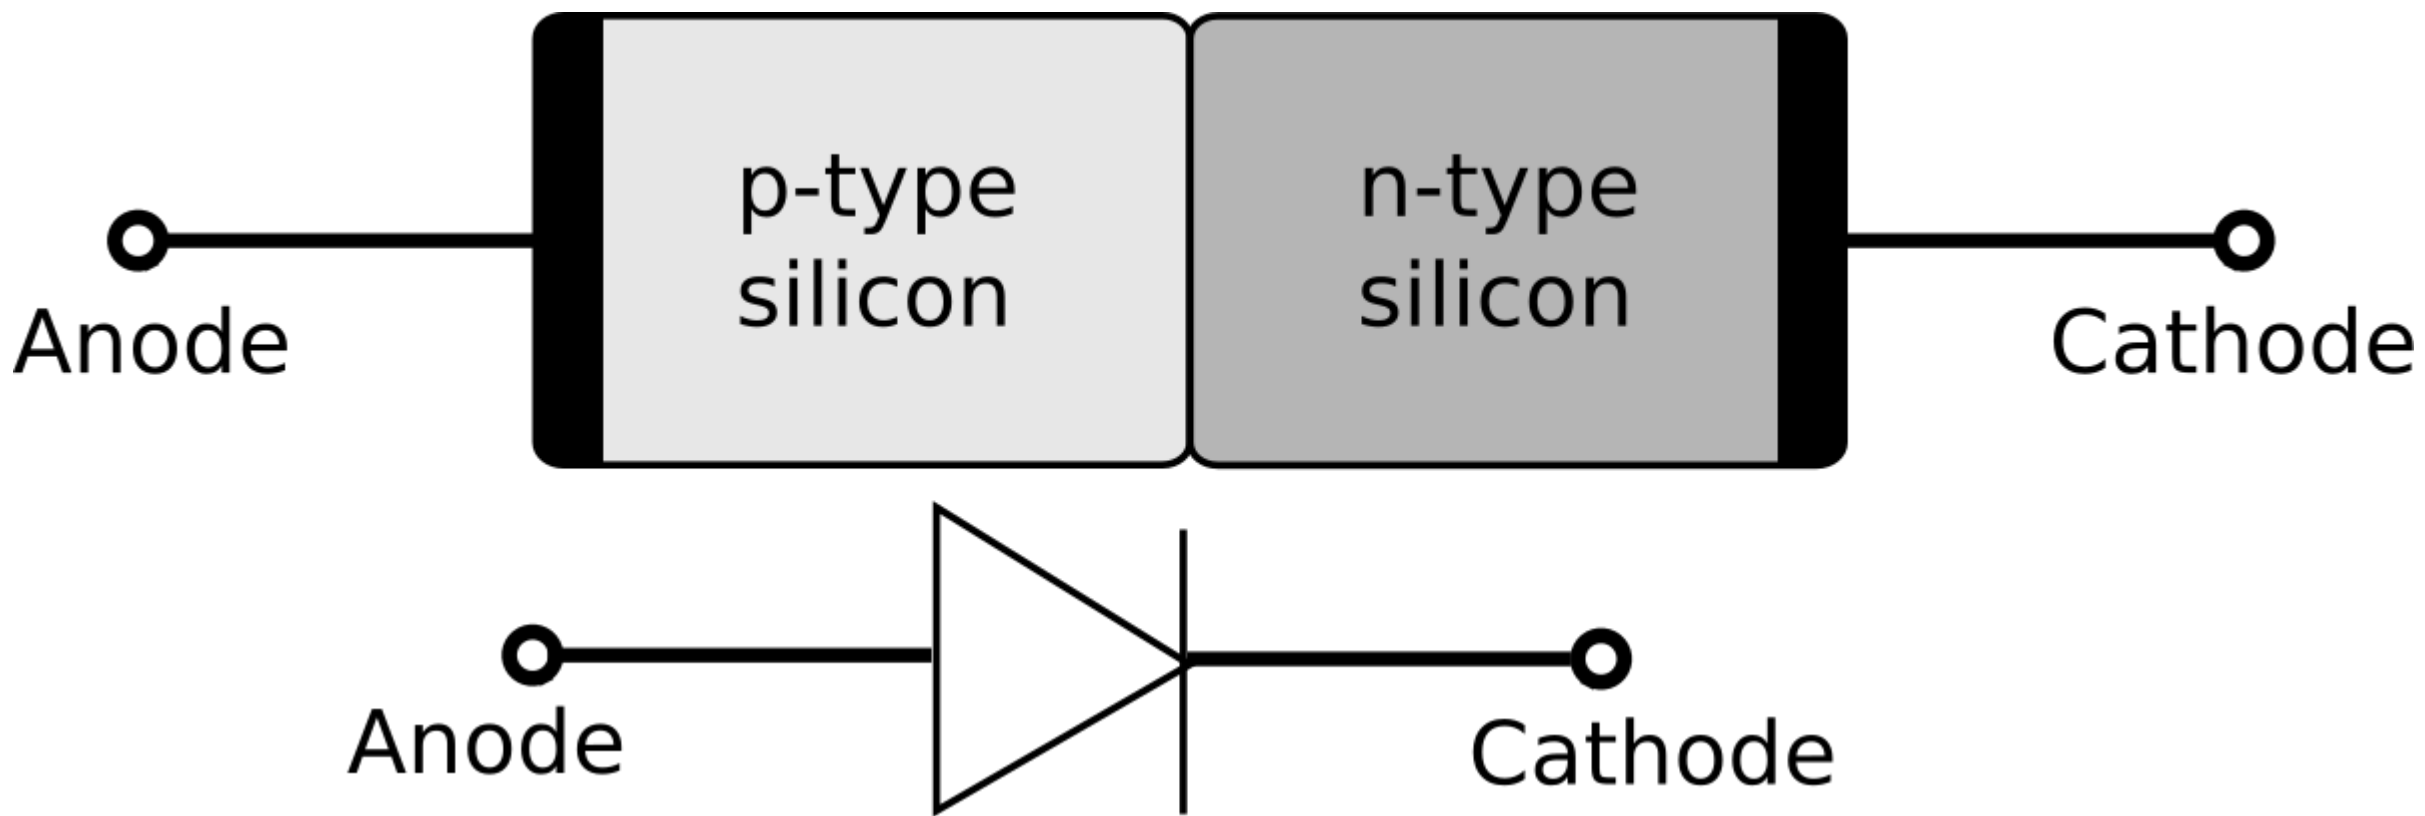 p-type
silicon
n-type
silicon
Anode
Cathode
Anode
Cathode